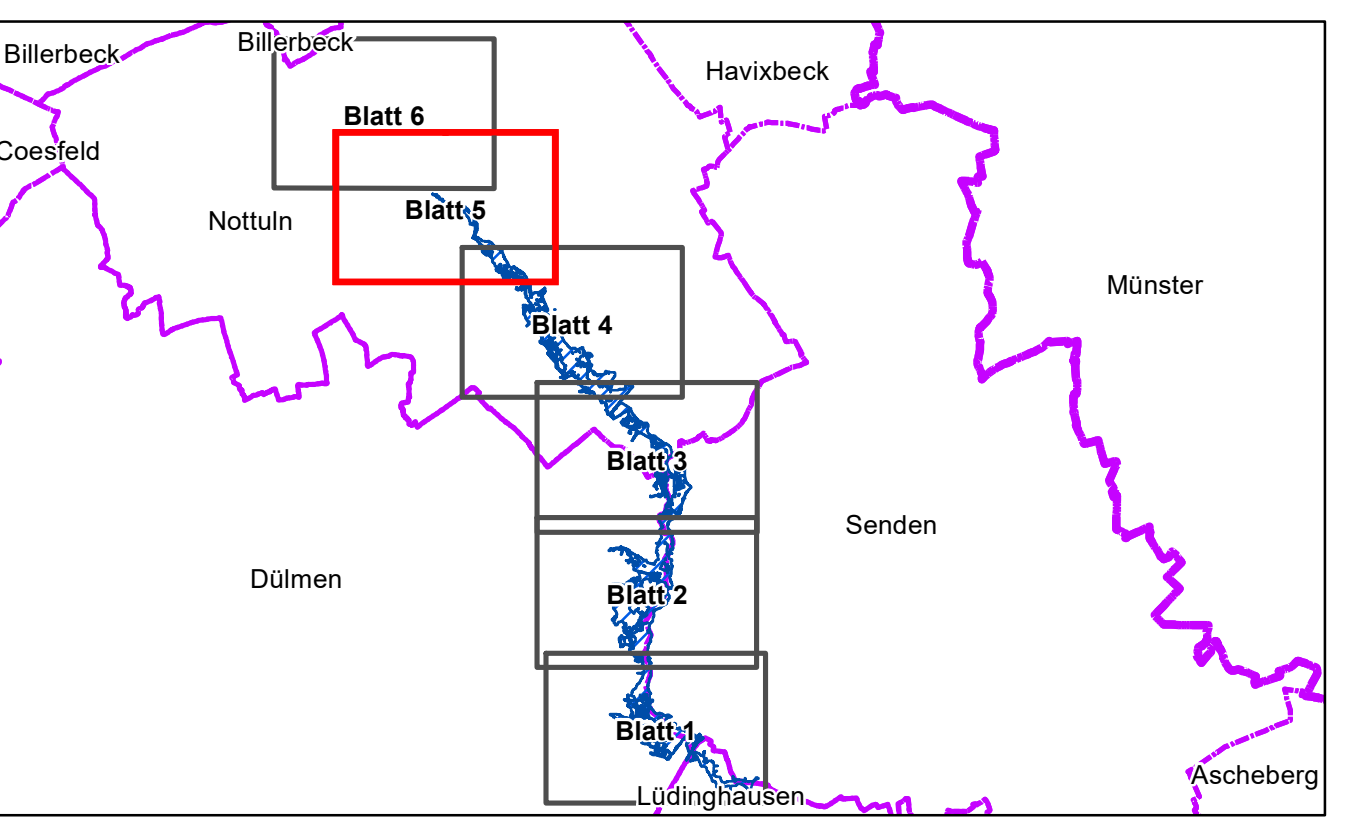 Billerbeck
Billerbeck
Havixbeck
Blatt 6
Coesfeld
Blatt 5
Nottuln
Münster
Blatt 4
Blatt 3
Senden
Dülmen
Blatt 2
Blatt 1
Ascheberg
Lüdinghausen